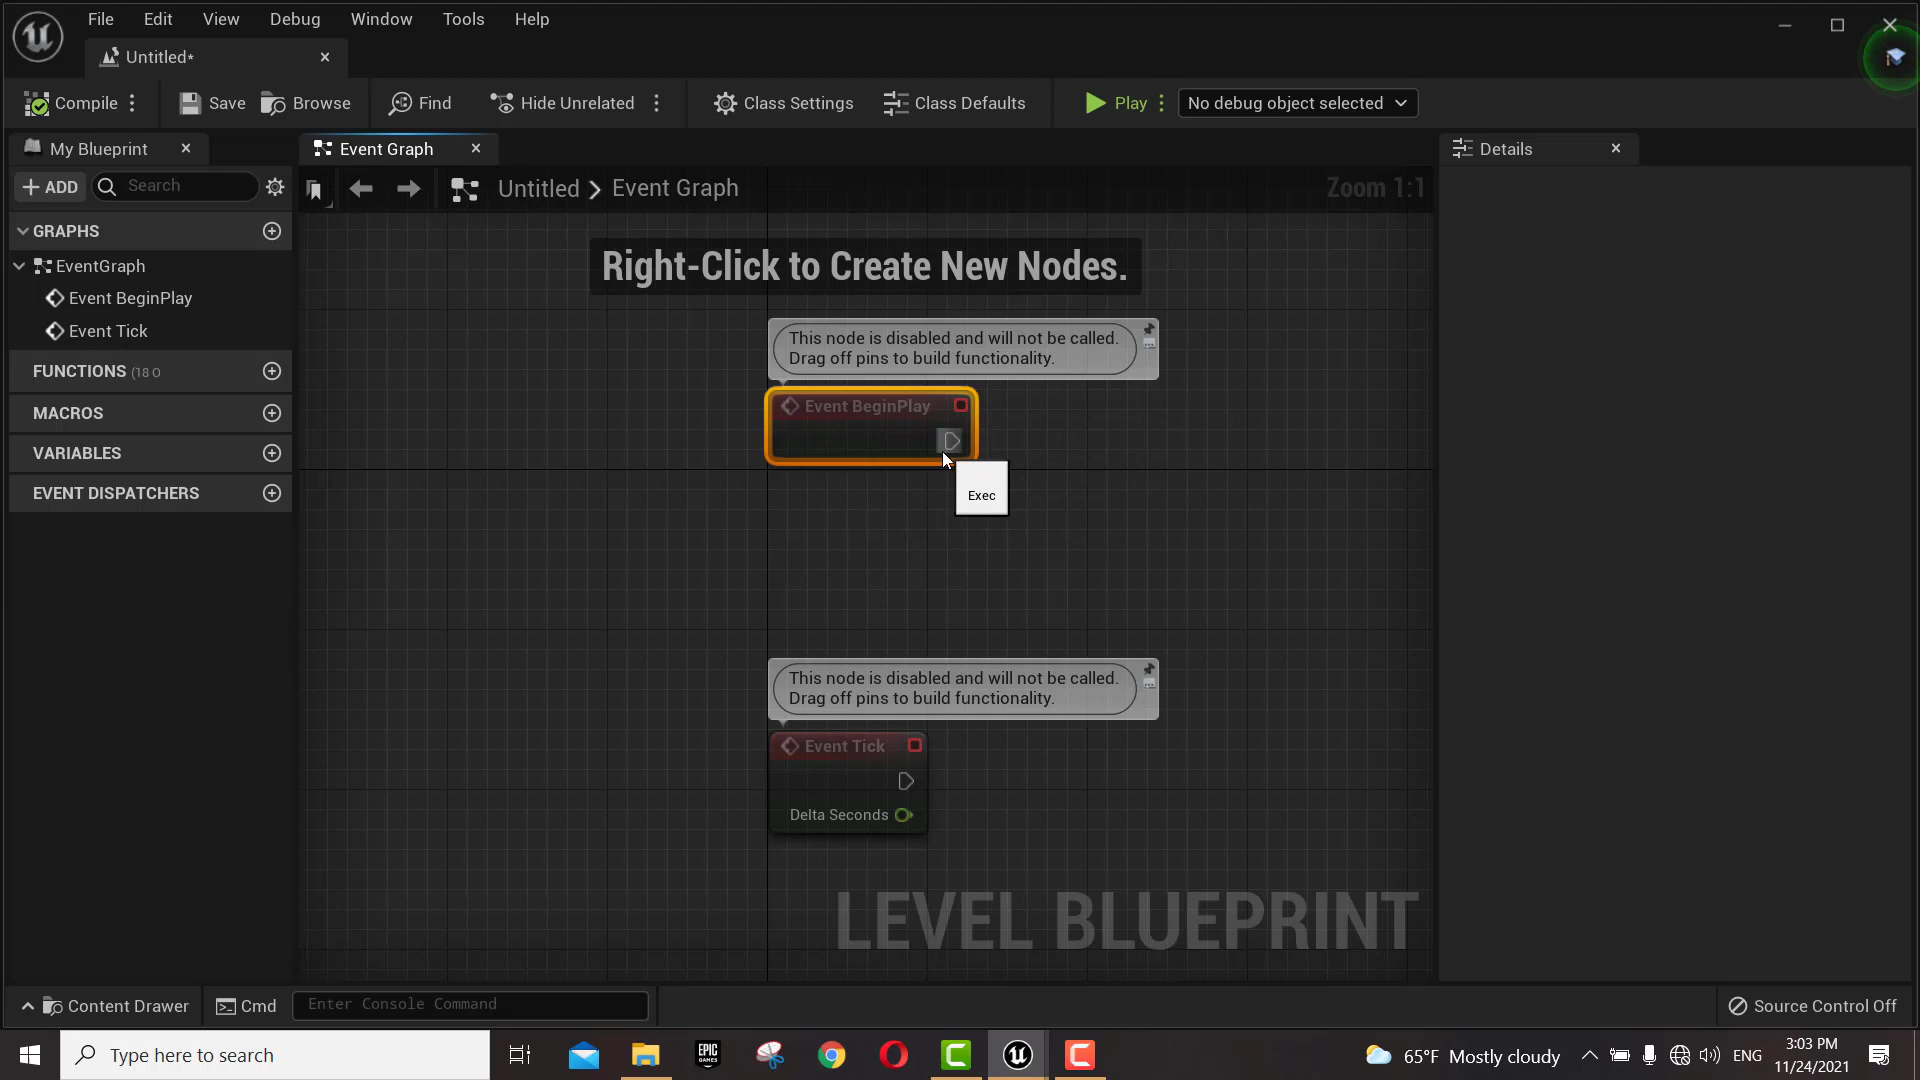 File Edit View Debug Window Tools Help
Untitled*
Compile Save Browse Find Hide Unrelated Class Settings Class Defaults Play No debug object selected
My Blueprint
Event Graph
Details
ADD Search
Untitled > Event Graph
Zoom 1:1
GRAPHS
EventGraph
Event BeginPlay
Event Tick
FUNCTIONS (18 O
MACROS
VARIABLES
EVENT DISPATCHERS
Right-Click to Create New Nodes.
This node is disabled and will not be called.
Drag off pins to build functionality.
Event BeginPlay
Exec
This node is disabled and will not be called.
Drag off pins to build functionality.
Event Tick
Delta Seconds
LEVEL BLUEPRINT
Content Drawer Cmd Enter Console Command Source Control Off
Type here to search
EPIC
GAMES
65°F Mostly cloudy
ENG
3:03 PM
11/24/2021